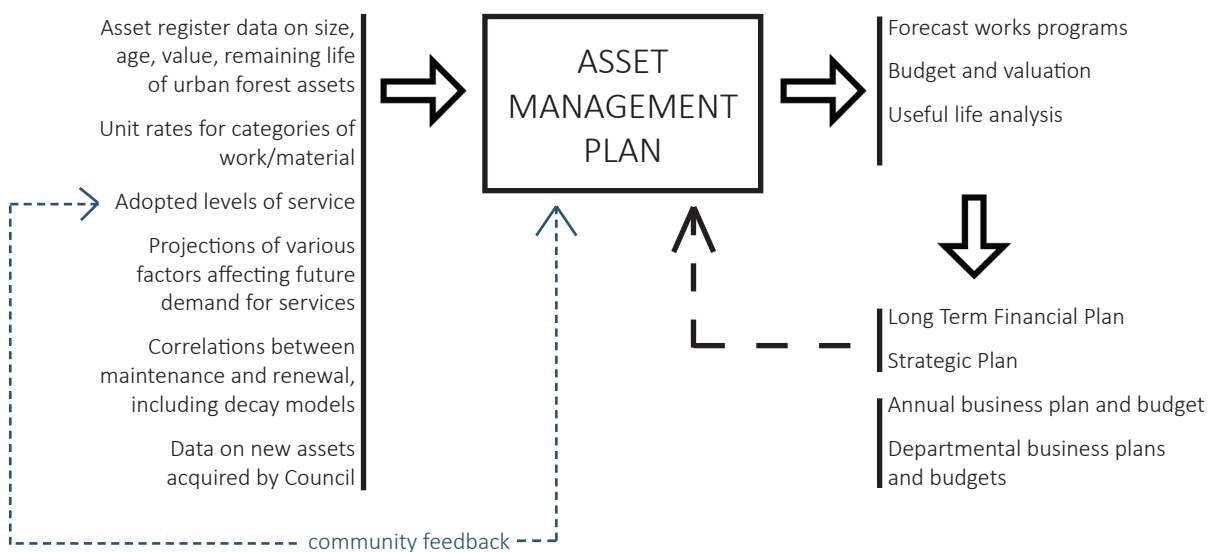 Asset register data on size,
age, value, remaining life
of urban forest assets
Unit rates for categories of
work/material
Adopted levels of service
Projections of various
factors affecting future
demand for services
Correlations between
maintenance and renewal,
including decay models
Data on new assets
acquired by Council
ASSET
MANAGEMENT
PLAN
Forecast works programs
Budget and valuation
Useful life analysis
Long Term Financial Plan
Strategic Plan
Annual business plan and budget
Departmental business plans
and budgets
community feedback